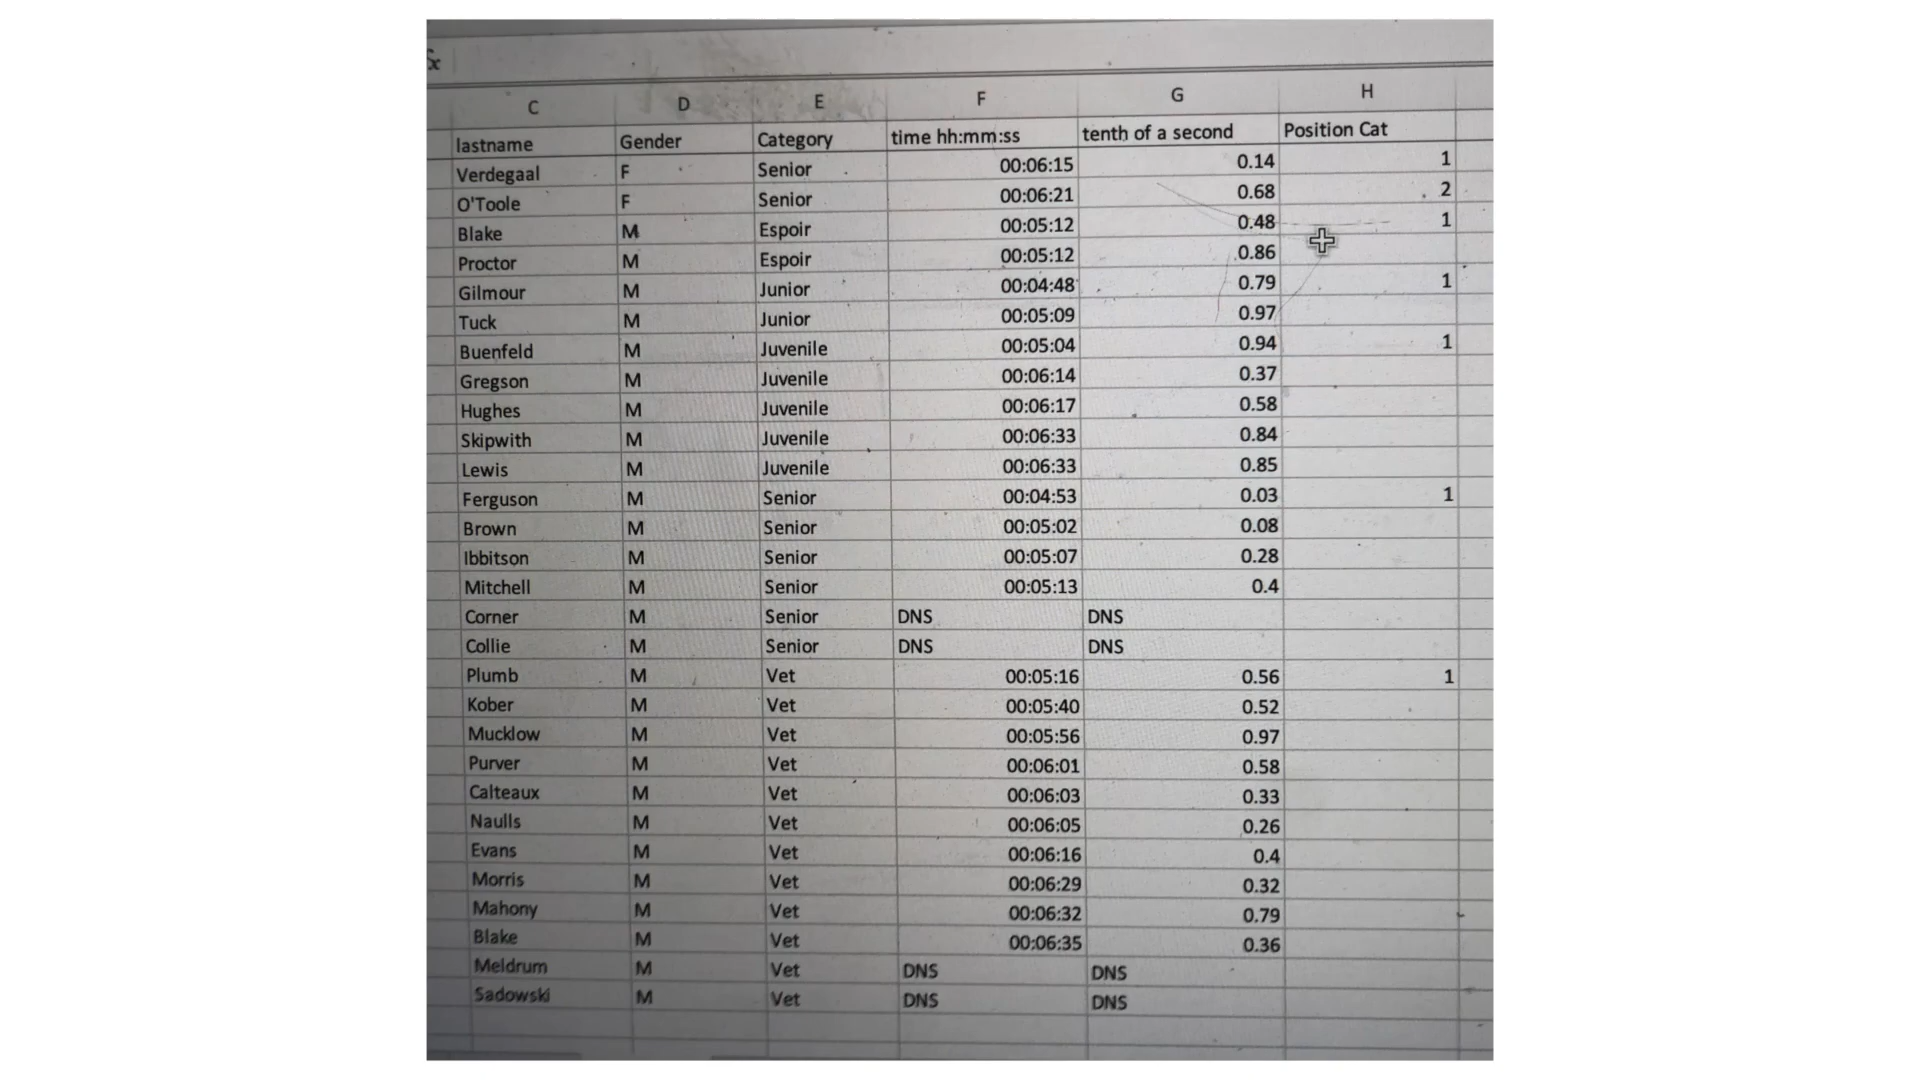 fx
C D E F G H
lastname Gender Category time hh:mm:ss tenth of a second Position Cat
Verdegaal F Senior 00:06:15 0.14 1
O'Toole F Senior 00:06:21 0.68 2
Blake M Espoir 00:05:12 0.48 1
Proctor M Espoir 00:05:12 0.86
Gilmour M Junior 00:04:48 0.79 1
Tuck M Junior 00:05:09 0.97
Buenfeld M Juvenile 00:05:04 0.94 1
Gregson M Juvenile 00:06:14 0.37
Hughes M Juvenile 00:06:17 0.58
Skipwith M Juvenile 00:06:33 0.84
Lewis M Juvenile 00:06:33 0.85
Ferguson M Senior 00:04:53 0.03 1
Brown M Senior 00:05:02 0.08
Ibbitson M Senior 00:05:07 0.28
Mitchell M Senior 00:05:13 0.4
Corner M Senior DNS DNS
Collie M Senior DNS DNS
Plumb M Vet 00:05:16 0.56 1
Kober M Vet 00:05:40 0.52
Mucklow M Vet 00:05:56 0.97
Purver M Vet 00:06:01 0.58
Calteaux M Vet 00:06:03 0.33
Naulls M Vet 00:06:05 0.26
Evans M Vet 00:06:16 0.4
Morris M Vet 00:06:29 0.32
Mahony M Vet 00:06:32 0.79
Blake M Vet 00:06:35 0.36
Meldrum M Vet DNS DNS
Sadowski M Vet DNS DNS